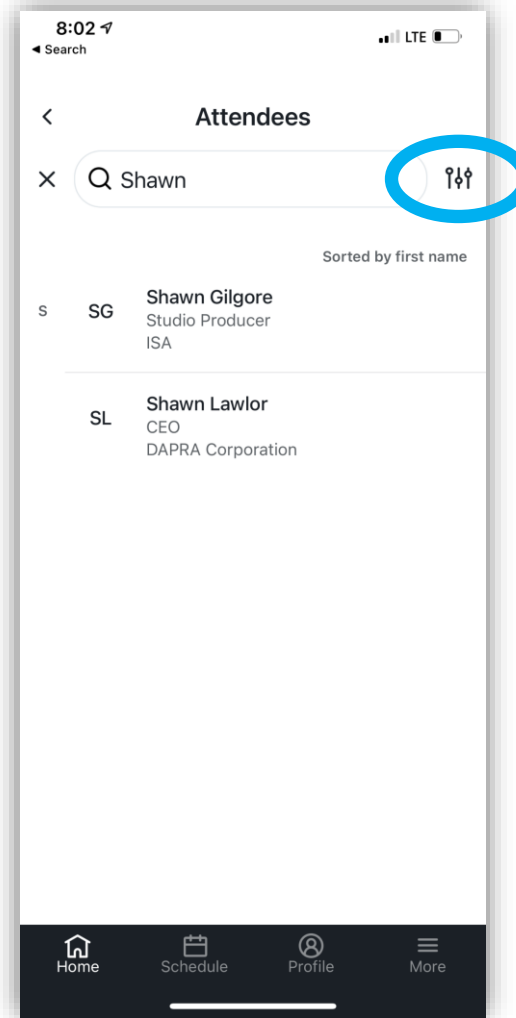 8:02
LTE
Search
Attendees
Shawn
Sorted by first name
S
SG
Shawn Gilgore
Studio Producer
ISA
SL
Shawn Lawlor
CEO
DAPRA Corporation
Home Schedule Profile More